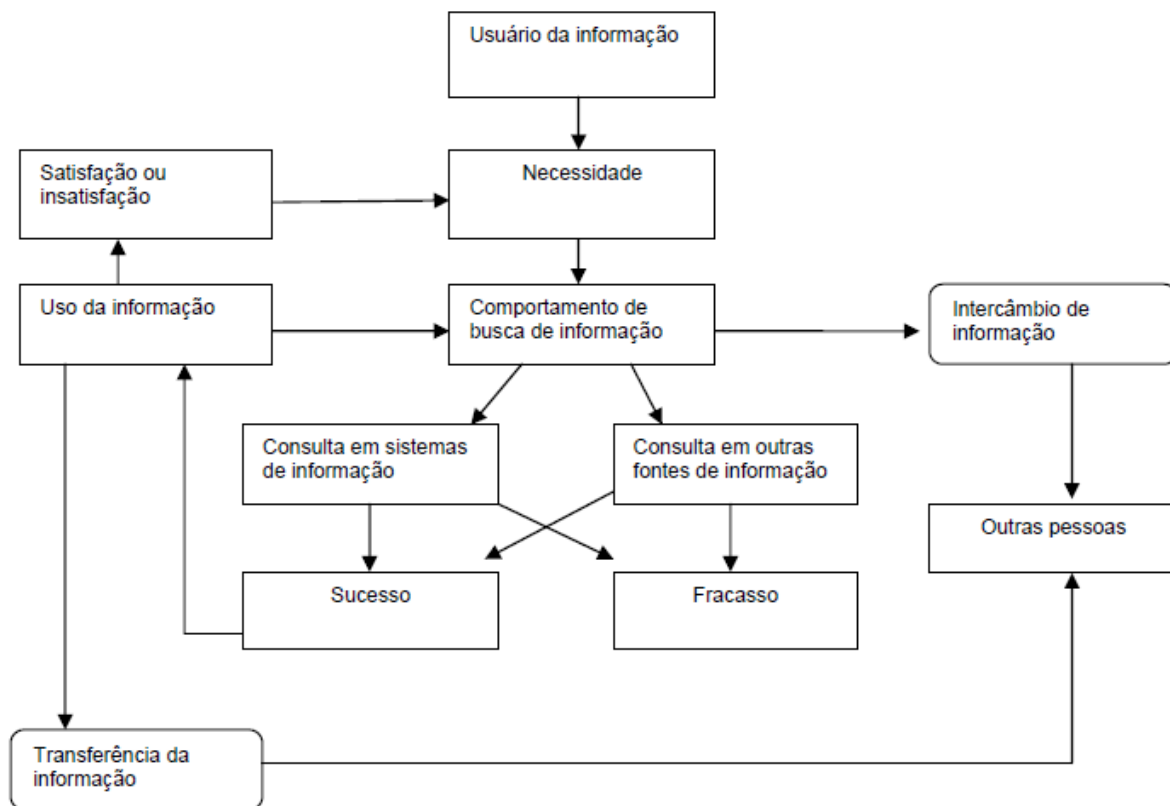 Usuário da informação
Satisfação ou
insatisfação
Necessidade
Uso da informação
Comportamento de
busca de informação
Intercâmbio de
informação
Consulta em sistemas
de informação
Consulta em outras
fontes de informação
Outras pessoas
Sucesso
Fracasso
Transferência da
informação